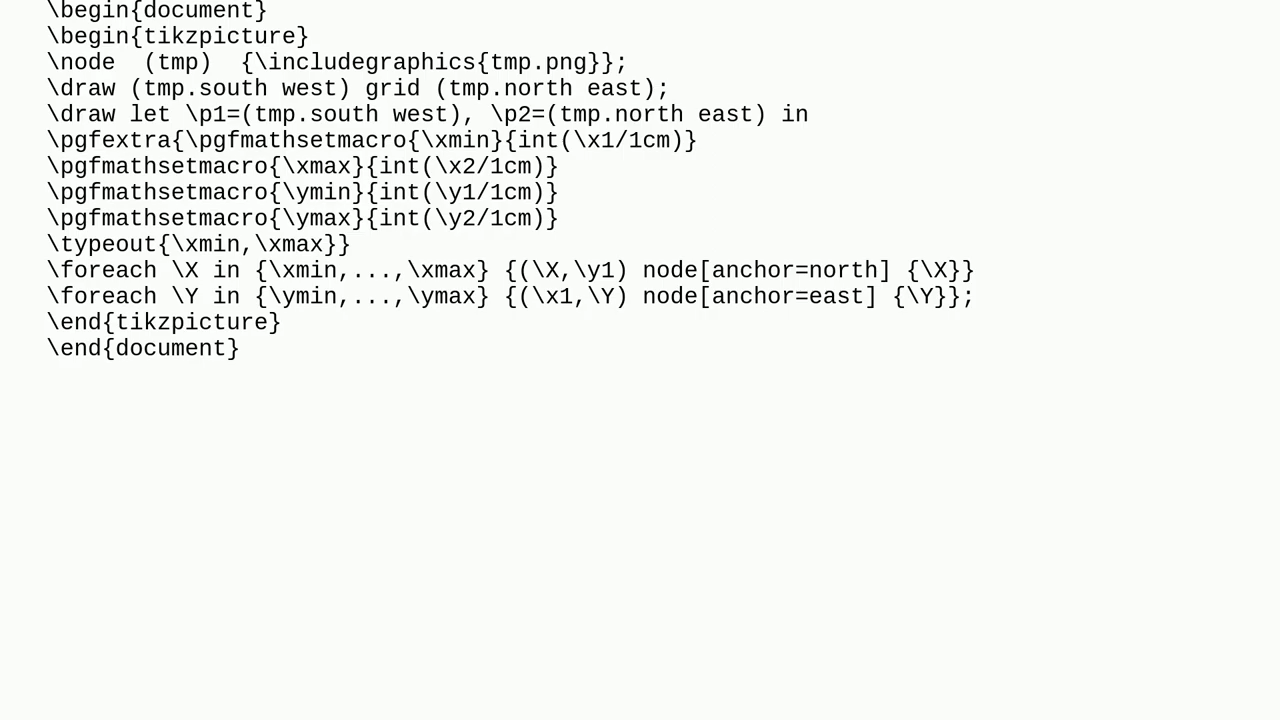 \begin{document}
\begin{tikzpicture}
\node  (tmp)  {\includegraphics{tmp.png}};
\draw (tmp.south west) grid (tmp.north east);
\draw let \p1=(tmp.south west), \p2=(tmp.north east) in
\pgfextra{\pgfmathsetmacro{\xmin}{int(\x1/1cm)}
\pgfmathsetmacro{\xmax}{int(\x2/1cm)}
\pgfmathsetmacro{\ymin}{int(\y1/1cm)}
\pgfmathsetmacro{\ymax}{int(\y2/1cm)}
\typeout{\xmin,\xmax}}
\foreach \X in {\xmin,...,\xmax} {(\X,\y1) node[anchor=north] {\X}}
\foreach \Y in {\ymin,...,\ymax} {(\x1,\Y) node[anchor=east] {\Y}};
\end{tikzpicture}
\end{document}